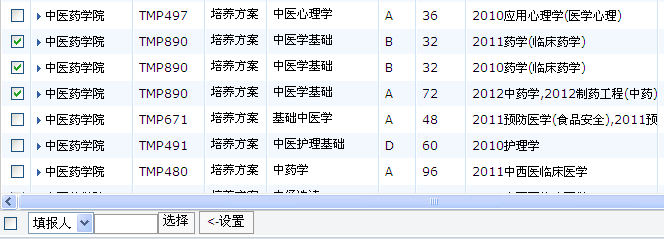 中医药学院 TMP497 培养方案 中医心理学 A 36 2010应用心理学(医学心理)
中医药学院 TMP890 培养方案 中医学基础 B 32 2011药学(临床药学)
中医药学院 TMP890 培养方案 中医学基础 B 32 2010药学(临床药学)
中医药学院 TMP890 培养方案 中医学基础 A 72 2012中药学,2012制药工程(中药)
中医药学院 TMP671 培养方案 基础中医学 A 48 2011预防医学(食品安全),2011预
中医药学院 TMP491 培养方案 中医护理基础 D 60 2010护理学
中医药学院 TMP480 培养方案 中药学 A 96 2011中西医临床医学
填报人 选择 <-设置